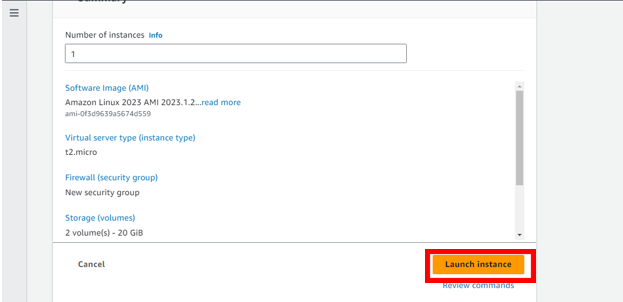 Summary
Number of instances Info
1
Software Image (AMI)
Amazon Linux 2023 AMI 2023.1.2...read more
ami-0f3d9639a5674d559
Virtual server type (instance type)
t2.micro
Firewall (security group)
New security group
Storage (volumes)
2 volume(s) - 20 GiB
Cancel
Launch instance
Review commands